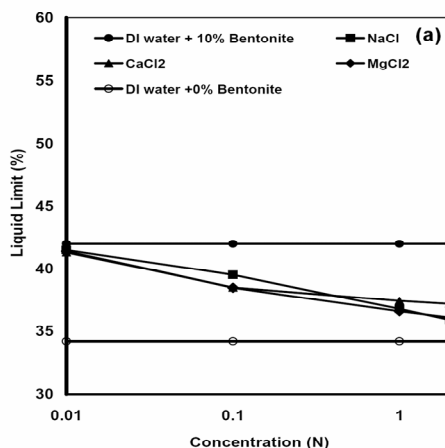 (a)
DI water + 10% Bentonite
NaCl
CaCl2
MgCl2
DI water +0% Bentonite
Liquid Limit (%)
60
55
50
45
40
35
30
0.01
0.1
1
Concentration (N)